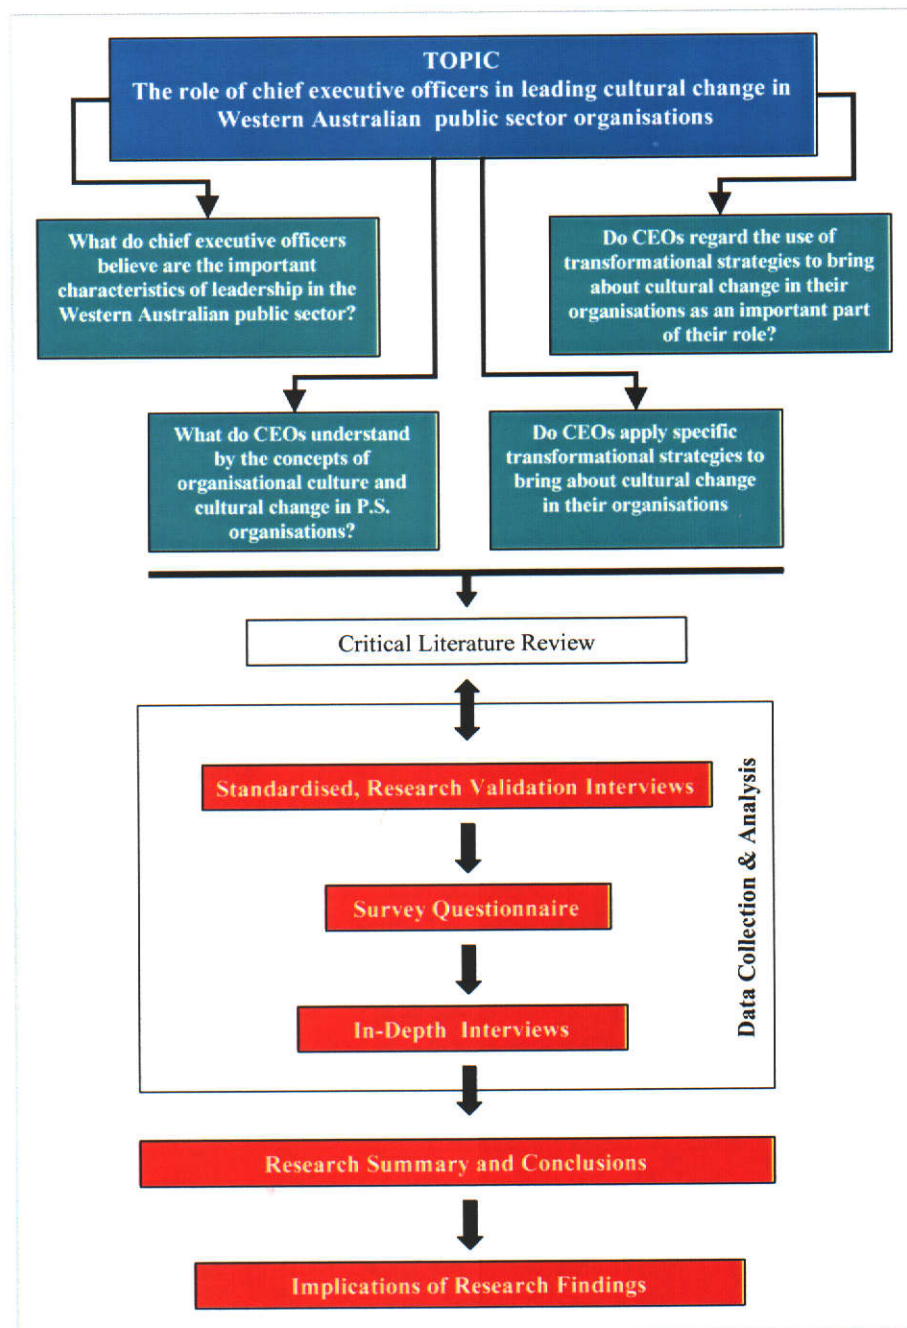 TOPIC
The role of chief executive officers in leading cultural change in
Western Australian public sector organisations
What do chief executive officers
believe are the important
characteristics of leadership in the
Western Australian public sector?
Do CEOs regard the use of
transformational strategies to bring
about cultural change in their
organisations as an important part
of their role?
What do CEOs understand
by the concepts of
organisational culture and
cultural change in P.S.
organisations?
Do CEOs apply specific
transformational strategies to
bring about cultural change
in their organisations
Critical Literature Review
Standardised, Research Validation Interviews
Survey Questionnaire
In-Depth Interviews
Data Collection & Analysis
Research Summary and Conclusions
Implications of Research Findings